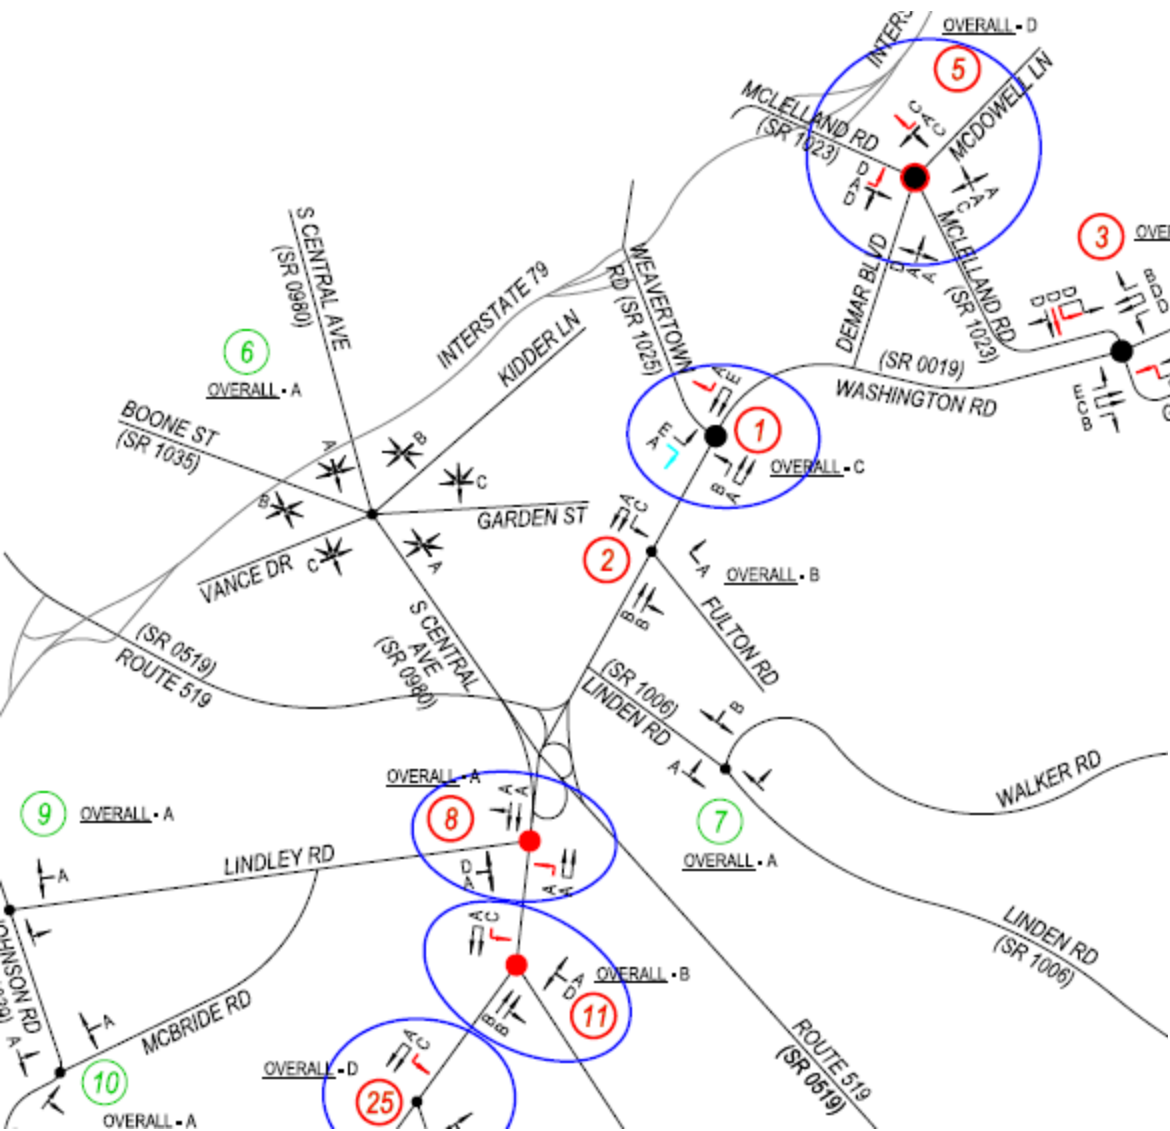 INTERS
OVERALL - D
5
MCDOWELL LN
MCLELLAND RD
(SR 1023)
C
A
C
D
A
D
A
A
C
D
A
A
DEMAR BLVD
MCLELLAND RD
(SR 1023)
3
OVE
D
D
D
B
E
C
B
S CENTRAL AVE
(SR 0980)
INTERSTATE 79
WEAVERTOWN
RD (SR 1025)
KIDDER LN
(SR 0019)
WASHINGTON RD
6
OVERALL - A
BOONE ST
(SR 1035)
A
B
B
C
C
A
GARDEN ST
VANCE DR
A
E
E
A
1
B
A
OVERALL - C
A
C
2
A
OVERALL - B
B
B
FULTON RD
S CENTRAL
AVE
(SR 0980)
(SR 0519)
ROUTE 519
(SR 1006)
LINDEN RD
B
A
WALKER RD
7
OVERALL - A
OVERALL - A
8
A
A
D
A
A
A
9
OVERALL - A
A
LINDLEY RD
LINDEN RD
(SR 1006)
OHNSON RD
A
A
MCBRIDE RD
10
OVERALL - A
A
C
A
D
OVERALL - B
11
B
B
ROUTE 519
(SR 0519)
OVERALL - D
A
C
25